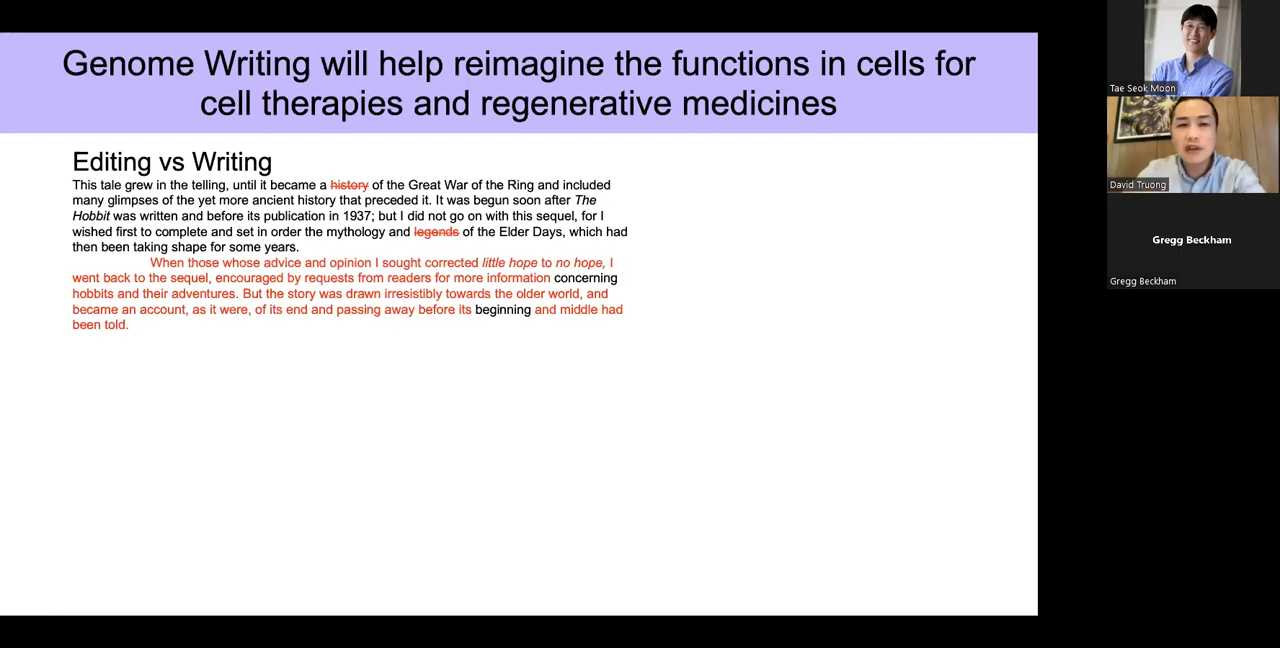 Genome Writing will help reimagine the functions in cells for
cell therapies and regenerative medicines
Editing vs Writing
This tale grew in the telling, until it became a history of the Great War of the Ring and included
many glimpses of the yet more ancient history that preceded it. It was begun soon after The
Hobbit was written and before its publication in 1937; but I did not go on with this sequel, for I
wished first to complete and set in order the mythology and legends of the Elder Days, which had
then been taking shape for some years.
When those whose advice and opinion I sought corrected little hope to no hope, I
went back to the sequel, encouraged by requests from readers for more information concerning
hobbits and their adventures. But the story was drawn irresistibly towards the older world, and
became an account, as it were, of its end and passing away before its beginning and middle had
been told.
Tae Seok Moon
David Truong
Gregg Beckham
Gregg Beckham